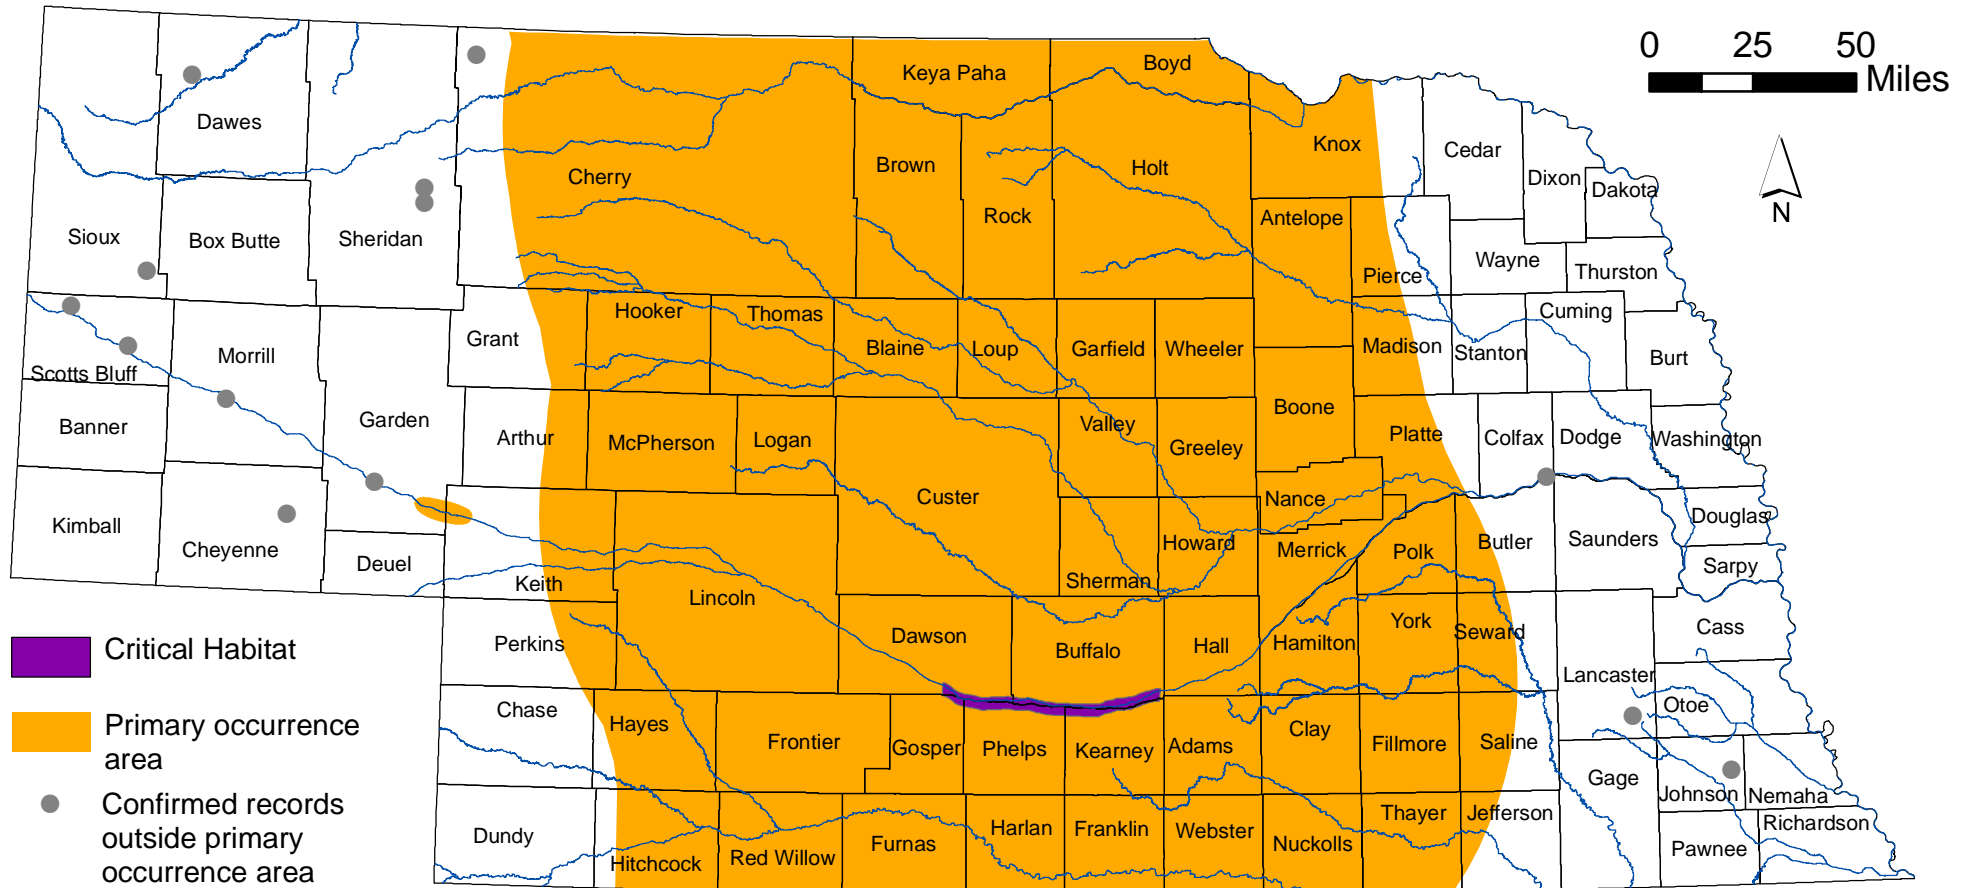 0 25 50
Miles
N
Keya Paha
Boyd
Dawes
Knox
Cedar
Cherry
Brown
Holt
Dixon
Dakota
Rock
Antelope
Sioux
Box Butte
Sheridan
Pierce
Wayne
Thurston
Hooker
Thomas
Cuming
Grant
Morrill
Blaine
Loup
Garfield
Wheeler
Madison
Stanton
Burt
Scotts Bluff
Banner
Garden
Arthur
McPherson
Logan
Valley
Greeley
Boone
Platte
Colfax
Dodge
Washington
Custer
Nance
Kimball
Cheyenne
Deuel
Keith
Lincoln
Sherman
Howard
Merrick
Polk
Butler
Saunders
Douglas
Sarpy
Perkins
Dawson
Buffalo
Hall
Hamilton
York
Seward
Cass
Lancaster
Otoe
Chase
Hayes
Frontier
Gosper
Phelps
Kearney
Adams
Clay
Fillmore
Saline
Gage
Johnson
Nemaha
Dundy
Hitchcock
Red Willow
Furnas
Harlan
Franklin
Webster
Nuckolls
Thayer
Jefferson
Richardson
Pawnee
Critical Habitat
Primary occurrence
area
Confirmed records
outside primary
occurrence area